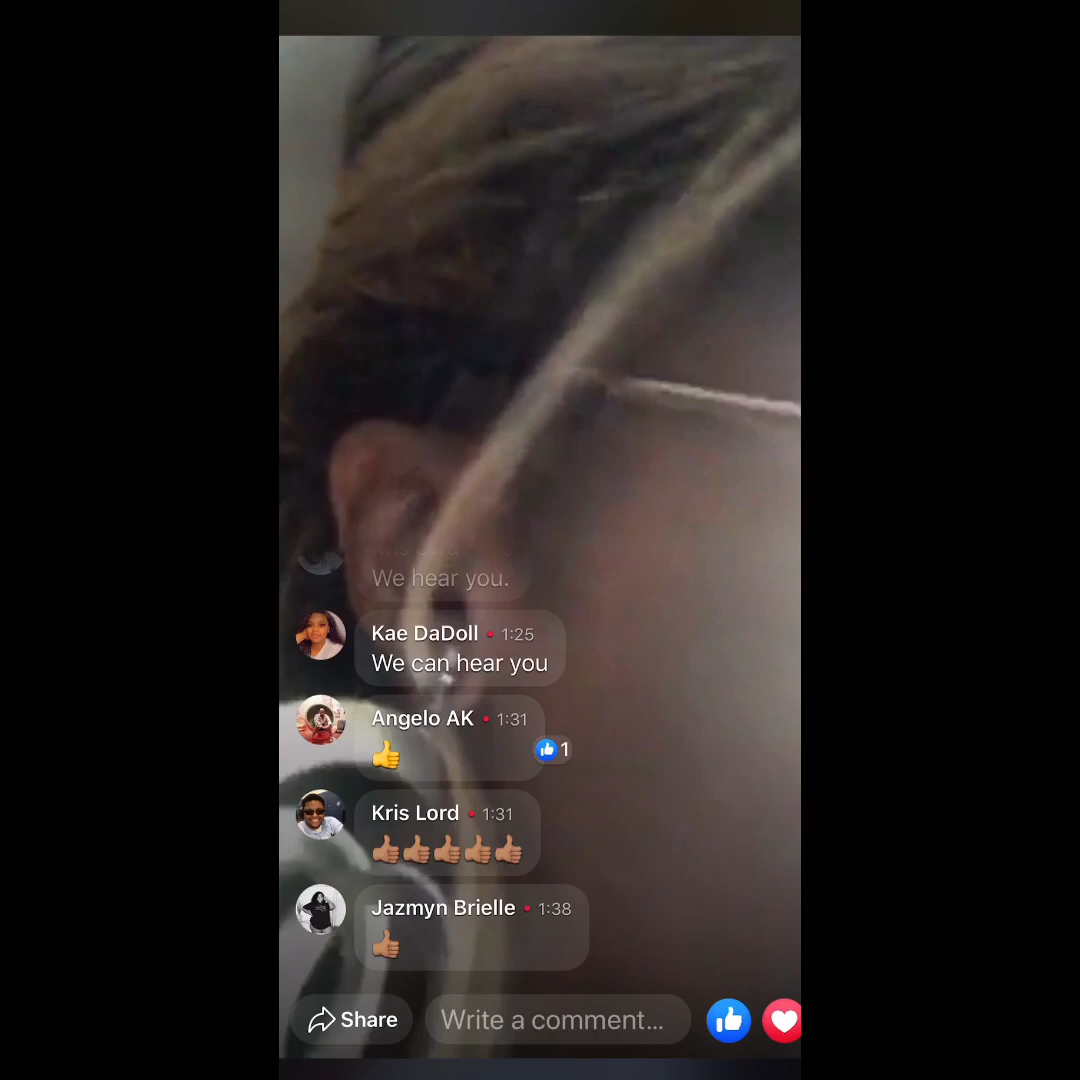 We hear you.
Kae DaDoll • 1:25
We can hear you
Angelo AK • 1:31
1
Kris Lord • 1:31
Jazmyn Brielle • 1:38
Share
Write a comment...